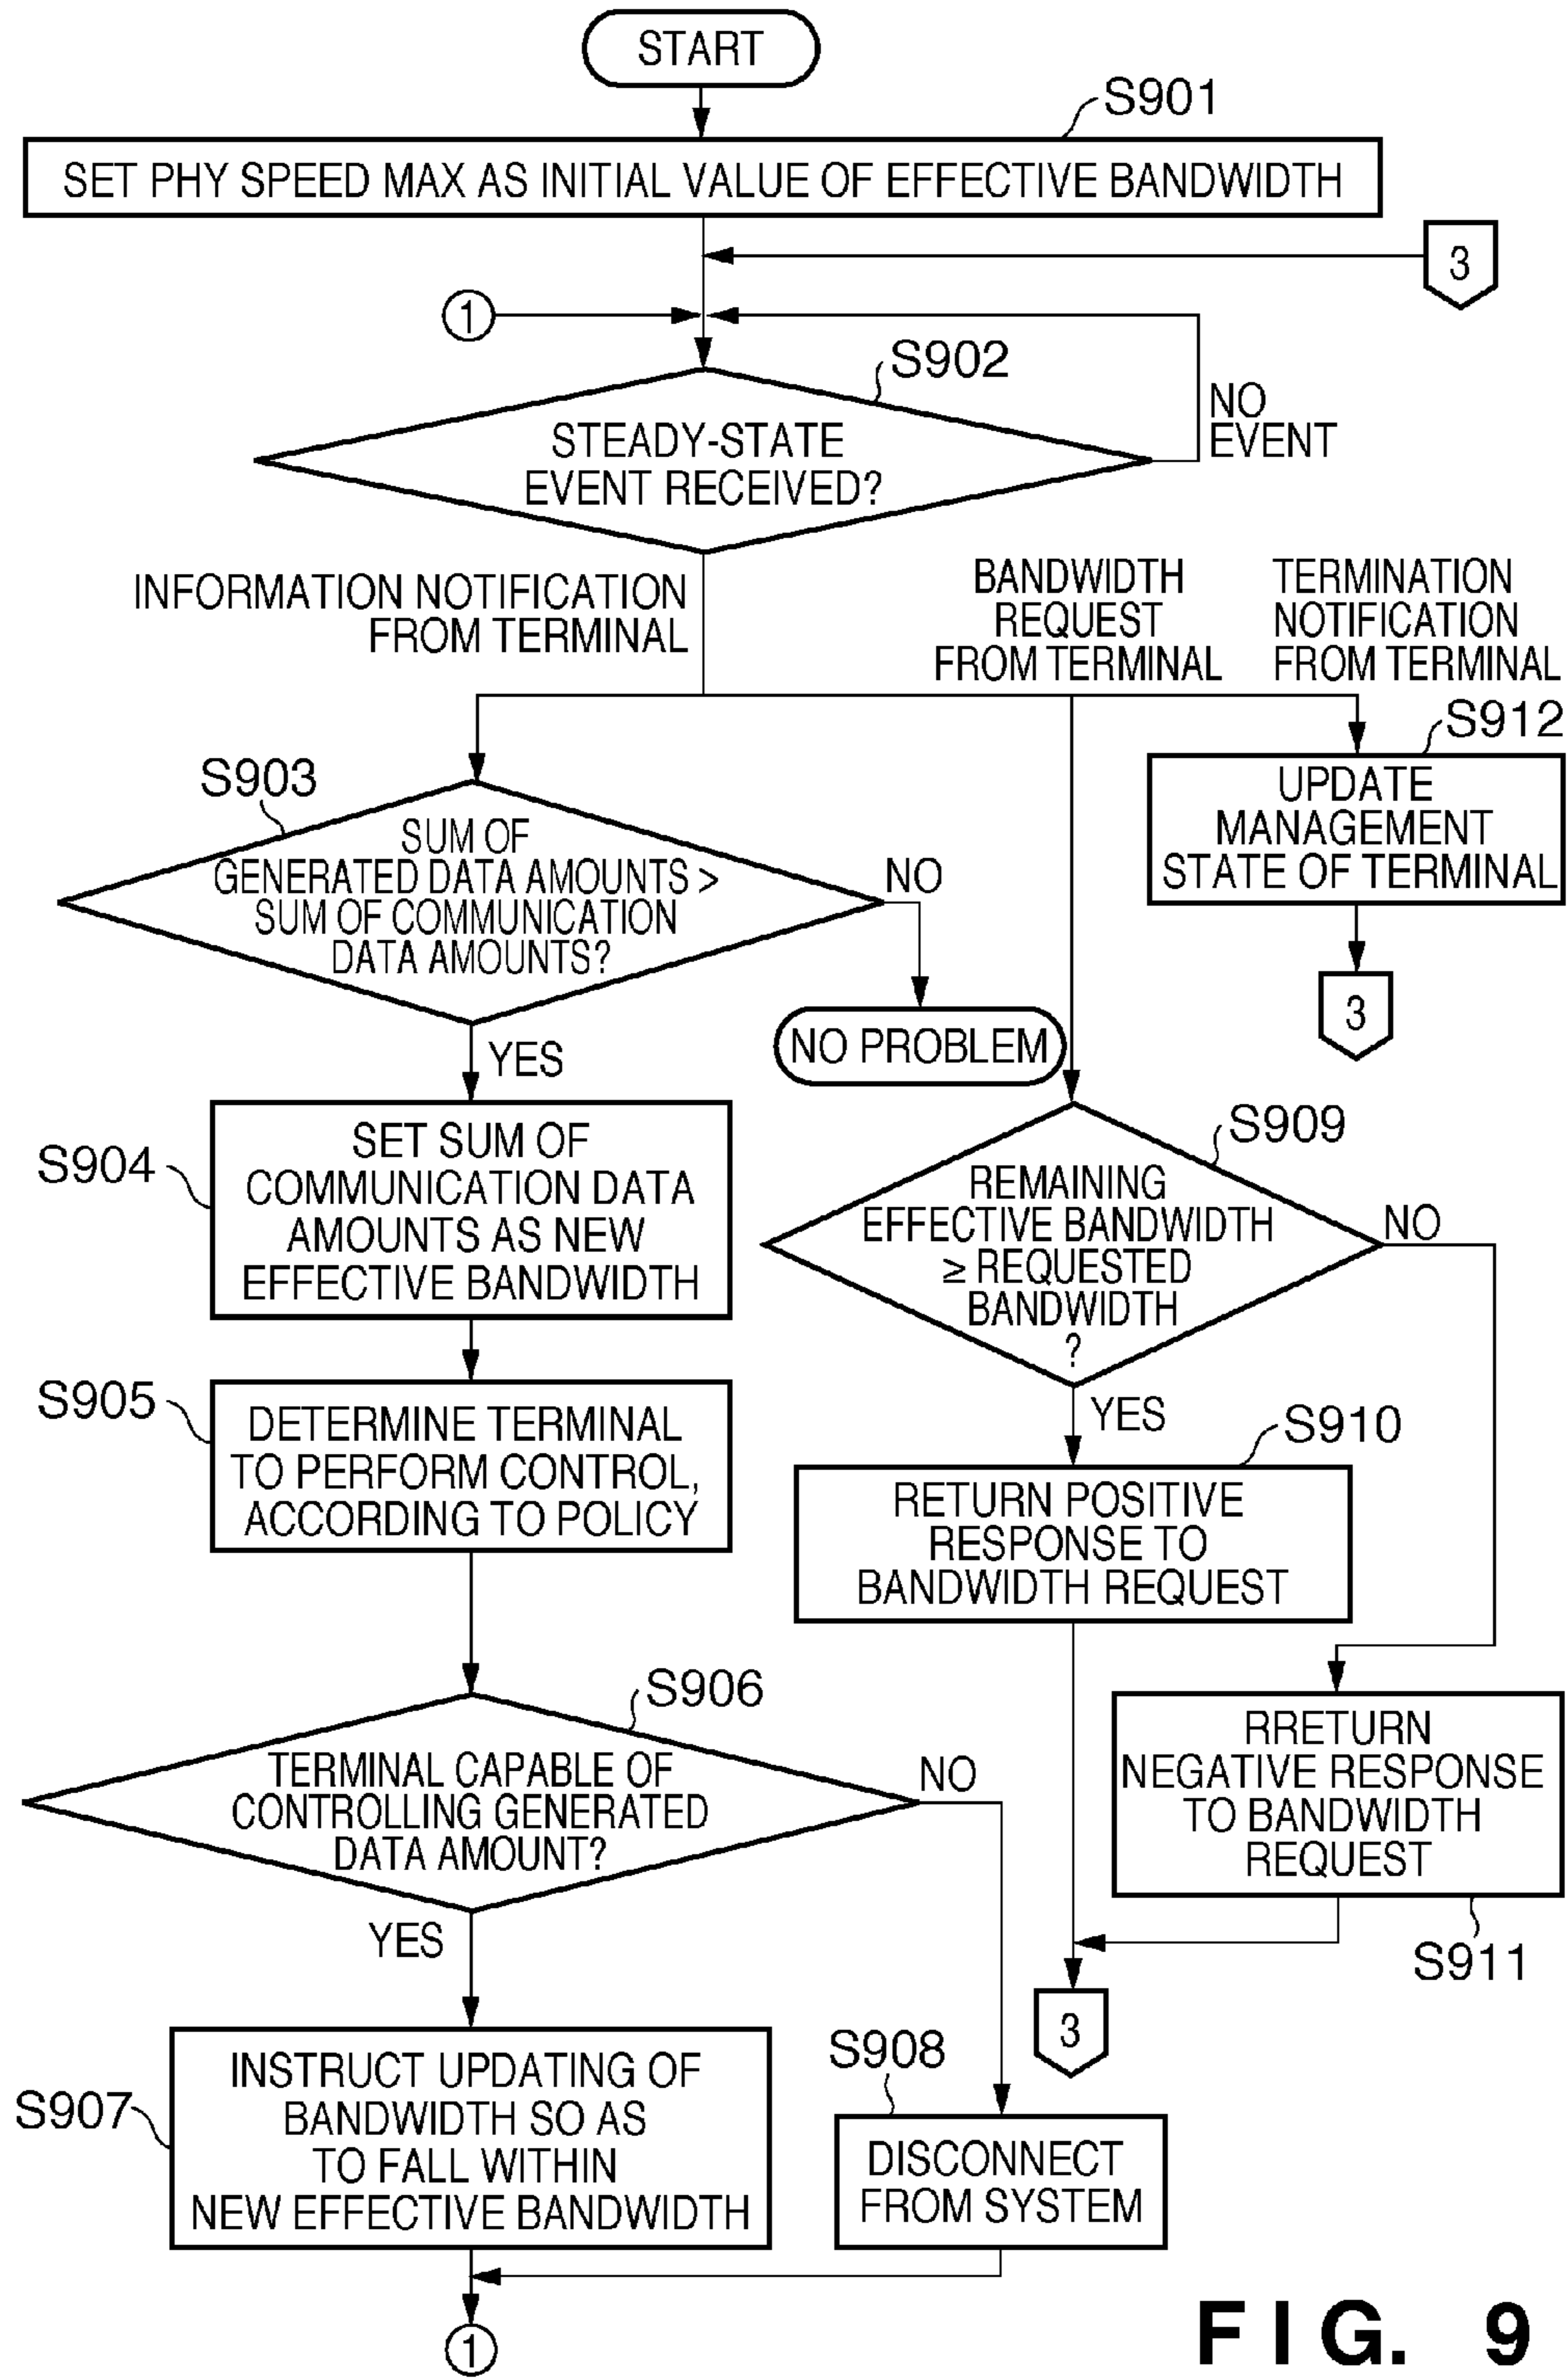 START
S901
SET PHY SPEED MAX AS INITIAL VALUE OF EFFECTIVE BANDWIDTH
3
1
S902
STEADY-STATE
EVENT RECEIVED?
NO
EVENT
INFORMATION NOTIFICATION
FROM TERMINAL
BANDWIDTH
REQUEST
FROM TERMINAL
TERMINATION
NOTIFICATION
FROM TERMINAL
S912
UPDATE
MANAGEMENT
STATE OF TERMINAL
3
S903
SUM OF
GENERATED DATA AMOUNTS >
SUM OF COMMUNICATION
DATA AMOUNTS?
NO
NO PROBLEM
YES
S904
SET SUM OF
COMMUNICATION DATA
AMOUNTS AS NEW
EFFECTIVE BANDWIDTH
S905
DETERMINE TERMINAL
TO PERFORM CONTROL,
ACCORDING TO POLICY
S906
TERMINAL CAPABLE OF
CONTROLLING GENERATED
DATA AMOUNT?
NO
YES
S907
INSTRUCT UPDATING OF
BANDWIDTH SO AS
TO FALL WITHIN
NEW EFFECTIVE BANDWIDTH
S908
DISCONNECT
FROM SYSTEM
1
S909
REMAINING
EFFECTIVE BANDWIDTH
≥ REQUESTED
BANDWIDTH
?
NO
YES
S910
RETURN POSITIVE
RESPONSE TO
BANDWIDTH REQUEST
RRETURN
NEGATIVE RESPONSE
TO BANDWIDTH
REQUEST
S911
3
FIG. 9